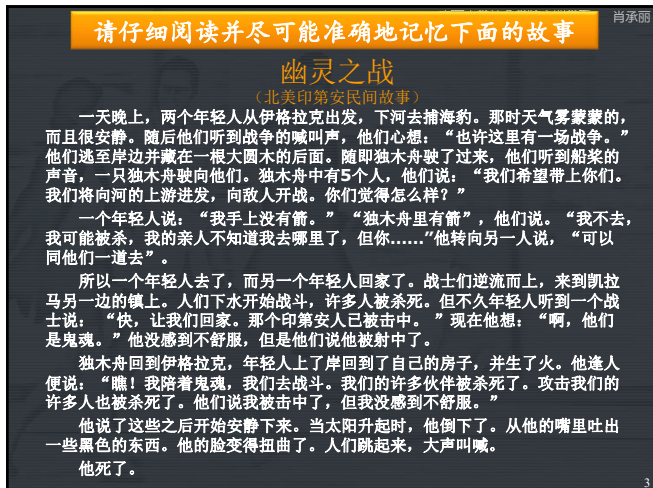 肖承丽
请仔细阅读并尽可能准确地记忆下面的故事
幽灵之战
（北美印第安民间故事）
一天晚上，两个年轻人从伊格拉克出发，下河去捕海豹。那时天气雾蒙蒙的，
而且很安静。随后他们听到战争的喊叫声，他们心想：“也许这里有一场战争。”
他们逃至岸边并藏在一根大圆木的后面。随即独木舟驶了过来，他们听到船桨的
声音，一只独木舟驶向他们。独木舟中有5个人，他们说：“我们希望带上你们。
我们将向河的上游进发，向敌人开战。你们觉得怎么样？”
一个年轻人说：“我手上没有箭。”“独木舟里有箭”，他们说。“我不去，
我可能被杀，我的亲人不知道我去哪里了，但你……”他转向另一人说，“可以
同他们一道去”。
所以一个年轻人去了，而另一个年轻人回家了。战士们逆流而上，来到凯拉
马另一边的镇上。人们下水开始战斗，许多人被杀死。但不久年轻人听到一个战
士说：“快，让我们回家。那个印第安人已被击中。”现在他想：“啊，他们
是鬼魂。”他没感到不舒服，但是他们说他被射中了。
独木舟回到伊格拉克，年轻人上了岸回到了自己的房子，并生了火。他逢人
便说：“瞧！我陪着鬼魂，我们去战斗。我们的许多伙伴被杀死了。攻击我们的
许多人也被杀死了。他们说我被击中了，但我没感到不舒服。”
他说了这些之后开始安静下来。当太阳升起时，他倒下了。从他的嘴里吐出
一些黑色的东西。他的脸变得扭曲了。人们跳起来，大声叫喊。
他死了。
3